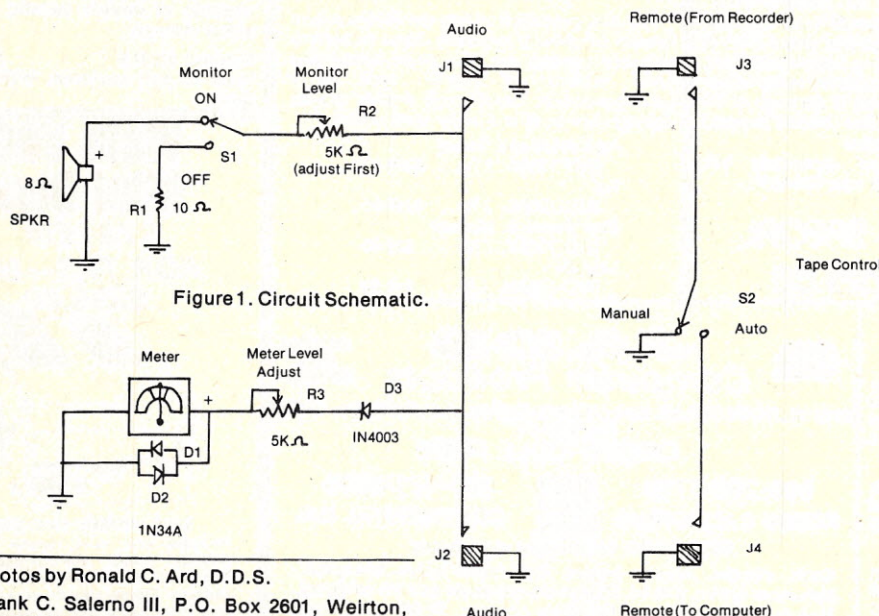 Audio
Remote (From Recorder)
J1
J3
Monitor
ON
Monitor
Level
R2
5K Ω
(adjust First)
S1
OFF
8Ω
+
SPKR
R1
10 Ω
Tape Control
Figure 1. Circuit Schematic.
S2
Manual
Auto
Meter
Meter Level
Adjust
+
R3
D3
5K Ω
IN4003
D1
D2
1N34A
J2
J4
otos by Ronald C. Ard, D.D.S.
ank C. Salerno III, P.O. Box 2601, Weirton,
Audio
Remote (To Computer)